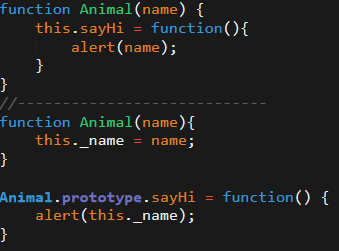 function Animal(name) {
    this.sayHi = function(){
        alert(name);
    }
}
//----------------------------
function Animal(name){
    this._name = name;
}

Animal.prototype.sayHi = function() {
    alert(this._name);
}